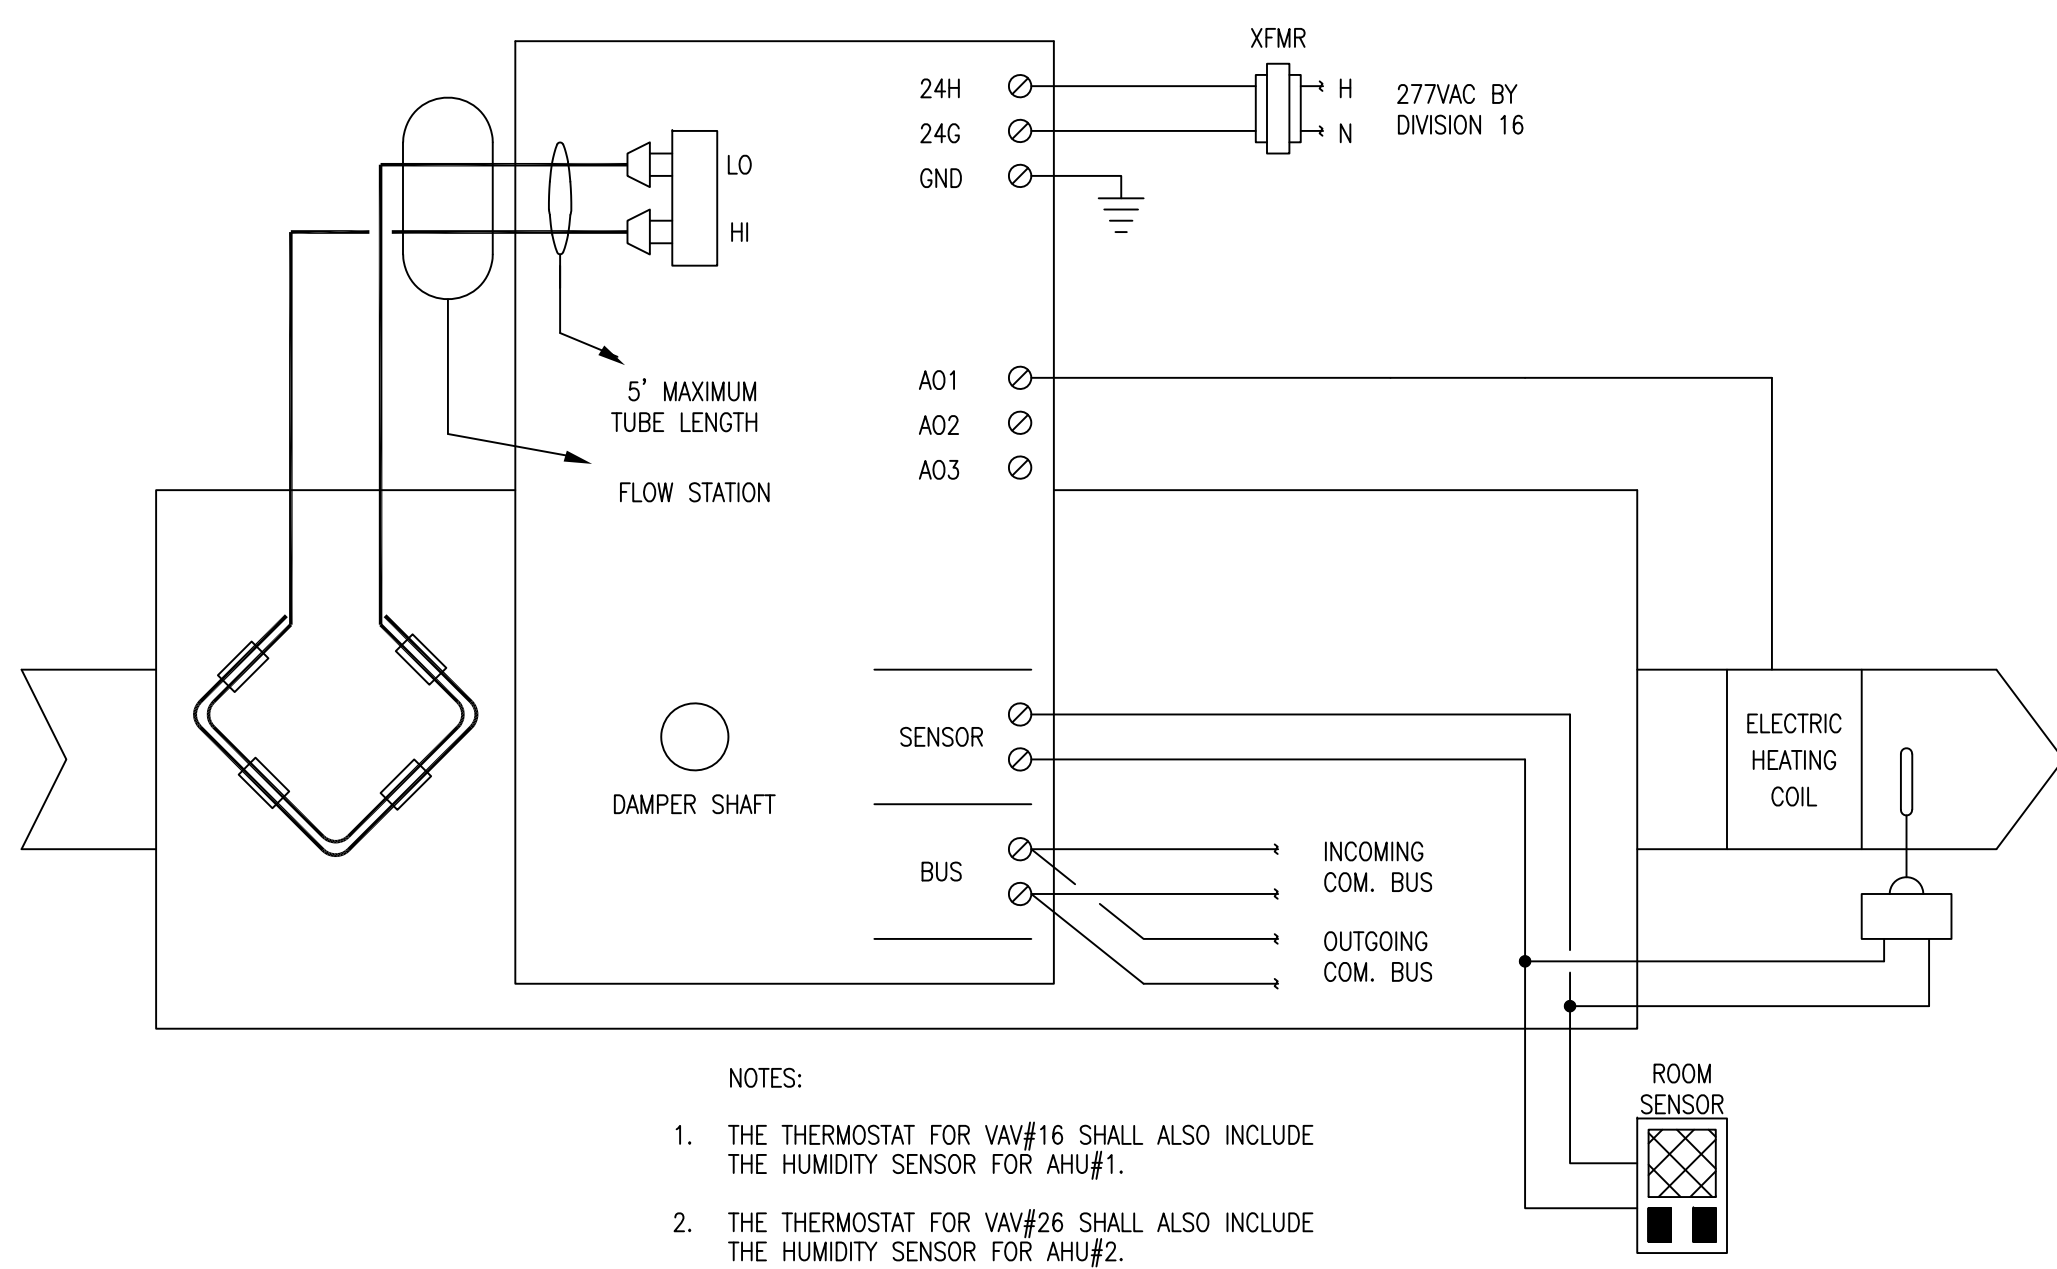 XFMR
24H
H
277VAC BY
24G
N
DIVISION 16
GND
LO
HI
5' MAXIMUM
TUBE LENGTH
FLOW STATION
AO1
AO2
AO3
SENSOR
DAMPER SHAFT
BUS
INCOMING
COM. BUS
OUTGOING
COM. BUS
ELECTRIC
HEATING
COIL
ROOM
SENSOR
NOTES:
1. THE THERMOSTAT FOR VAV#16 SHALL ALSO INCLUDE
THE HUMIDITY SENSOR FOR AHU#1.
2. THE THERMOSTAT FOR VAV#26 SHALL ALSO INCLUDE
THE HUMIDITY SENSOR FOR AHU#2.